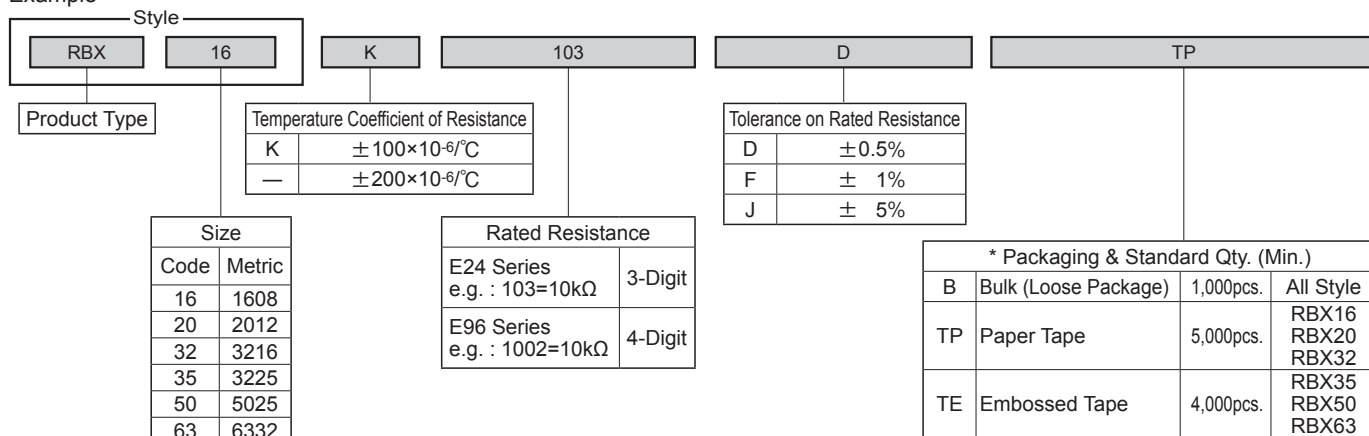 Example
Style
RBX 16 K 103 D TP
Product Type
Temperature Coefficient of Resistance
K ±100×10-6/℃
— ±200×10-6/℃
Tolerance on Rated Resistance
D ±0.5%
F ± 1%
J ± 5%
Size
Code Metric
16 1608
20 2012
32 3216
35 3225
50 5025
63 6332
Rated Resistance
E24 Series
e.g. : 103=10kΩ 3-Digit
E96 Series
e.g. : 1002=10kΩ 4-Digit
* Packaging & Standard Qty. (Min.)
B Bulk (Loose Package) 1,000pcs. All Style
TP Paper Tape 5,000pcs. RBX16
RBX20
RBX32
TE Embossed Tape 4,000pcs. RBX35
RBX50
RBX63